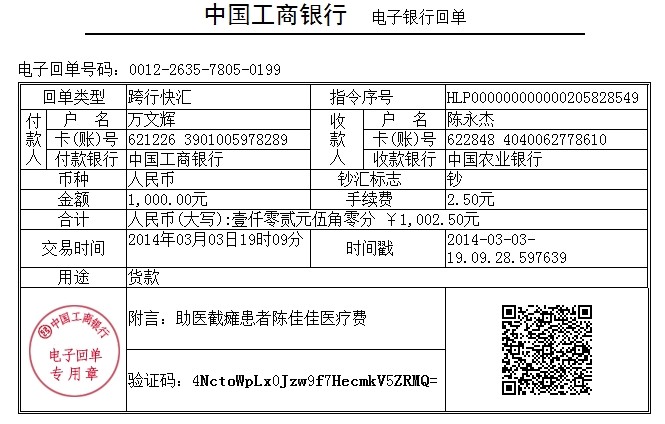 中国工商银行 电子银行回单
电子回单号码：0012-2635-7805-0199
回单类型 跨行快汇 指令序号 HLP000000000000205828549
付款人 户 名 万文辉 收款人 户 名 陈永杰
卡(账)号 621226 3901005978289 卡(账)号 622848 4040062778610
付款银行 中国工商银行 收款银行 中国农业银行
币种 人民币 钞汇标志 钞
金额 1,000.00元 手续费 2.50元
合计 人民币(大写):壹仟零贰元伍角零分 ￥1,002.50元
交易时间 2014年03月03日19时09分 时间戳 2014-03-03-
19.09.28.597639
用途 货款
附言：助医截瘫患者陈佳佳医疗费
中国工商银行
电子回单
专用章
验证码：4NctoWpLx0Jzw9f7HecmkV5ZRMQ=